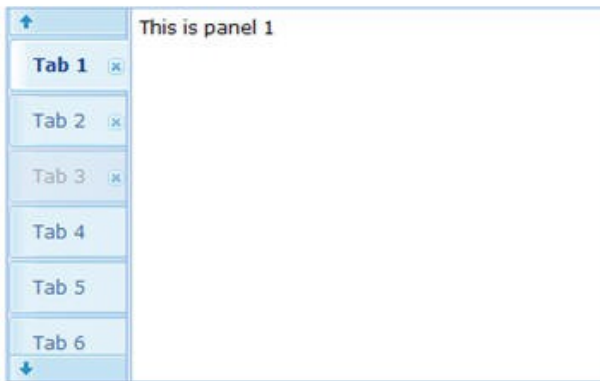 This is panel 1
Tab 1
Tab 2
Tab 3
Tab 4
Tab 5
Tab 6